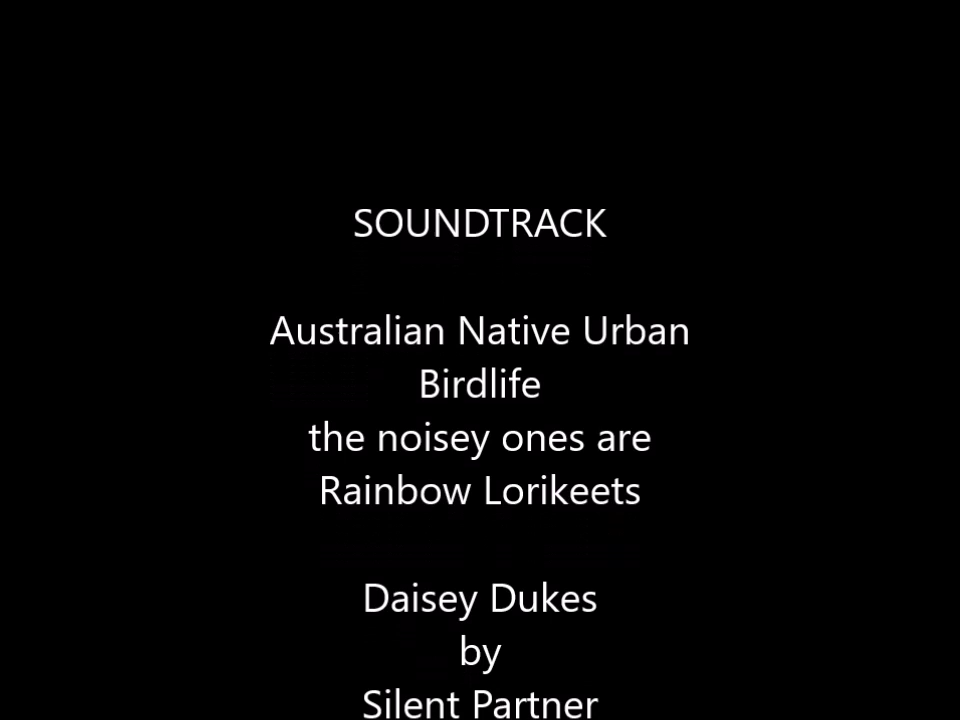 SOUNDTRACK
Australian Native Urban
Birdlife
the noisey ones are
Rainbow Lorikeets
Daisey Dukes
by
Silent Partner